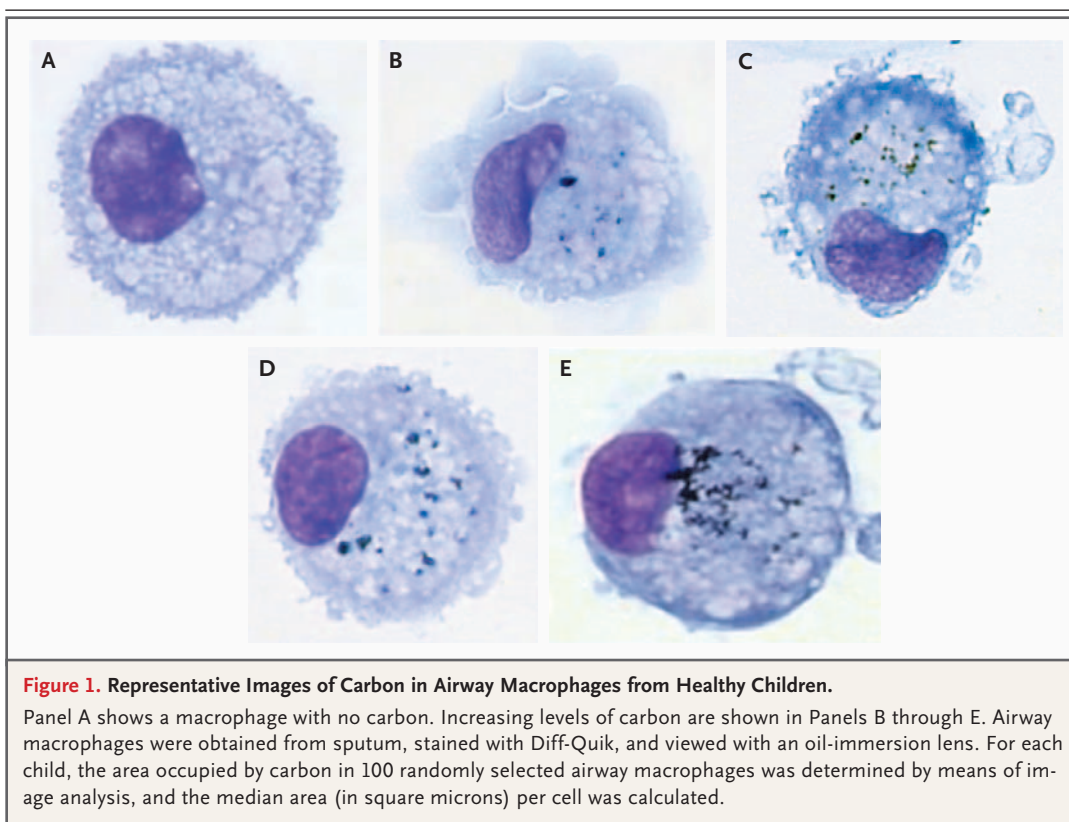 A
B
C
D
E
Figure 1. Representative Images of Carbon in Airway Macrophages from Healthy Children.
Panel A shows a macrophage with no carbon. Increasing levels of carbon are shown in Panels B through E. Airway
macrophages were obtained from sputum, stained with Diff-Quik, and viewed with an oil-immersion lens. For each
child, the area occupied by carbon in 100 randomly selected airway macrophages was determined by means of im-
age analysis, and the median area (in square microns) per cell was calculated.